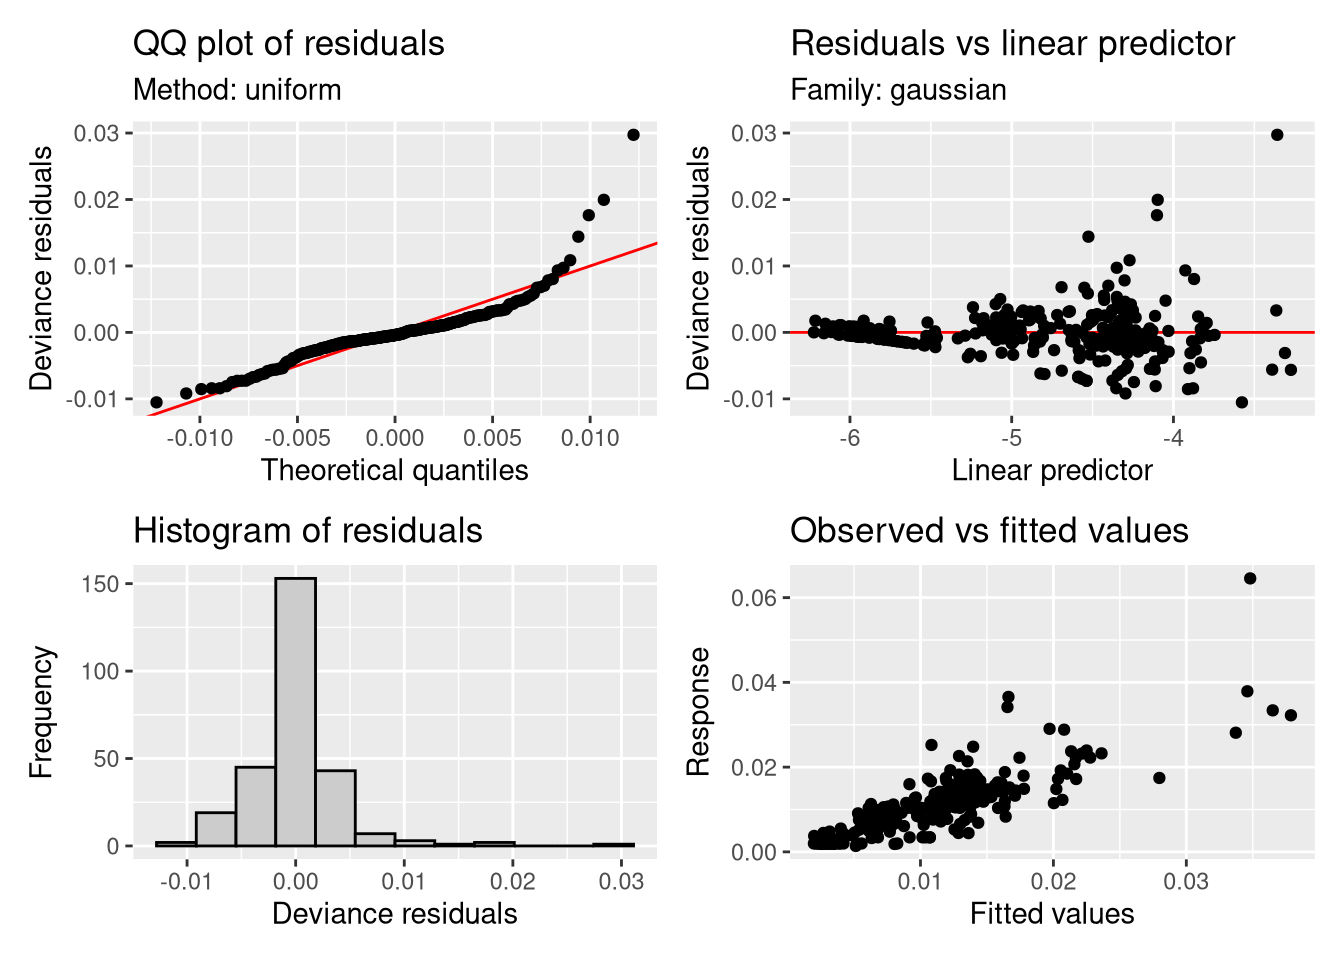 QQ plot of residuals
Method: uniform
0.03
0.02
0.01
0.00
-0.01
Deviance residuals
-0.010 -0.005 0.000 0.005 0.010
Theoretical quantiles
Residuals vs linear predictor
Family: gaussian
0.03
0.02
0.01
0.00
-0.01
Deviance residuals
-6 -5 -4
Linear predictor
Histogram of residuals
150
100
50
0
Frequency
-0.01 0.00 0.01 0.02 0.03
Deviance residuals
Observed vs fitted values
0.06
0.04
0.02
0.00
Response
0.01 0.02 0.03
Fitted values